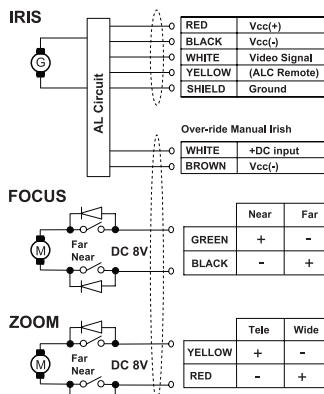 IRIS
G
AL Circuit
RED Vcc(+)
BLACK Vcc(-)
WHITE Video Signal
YELLOW (ALC Remote)
SHIELD Ground
Over-ride Manual Irish
WHITE +DC input
BROWN Vcc(-)
FOCUS
M
Far
Near
DC 8V
Near Far
GREEN + -
BLACK - +
ZOOM
M
Far
Near
DC 8V
Tele Wide
YELLOW + -
RED - +